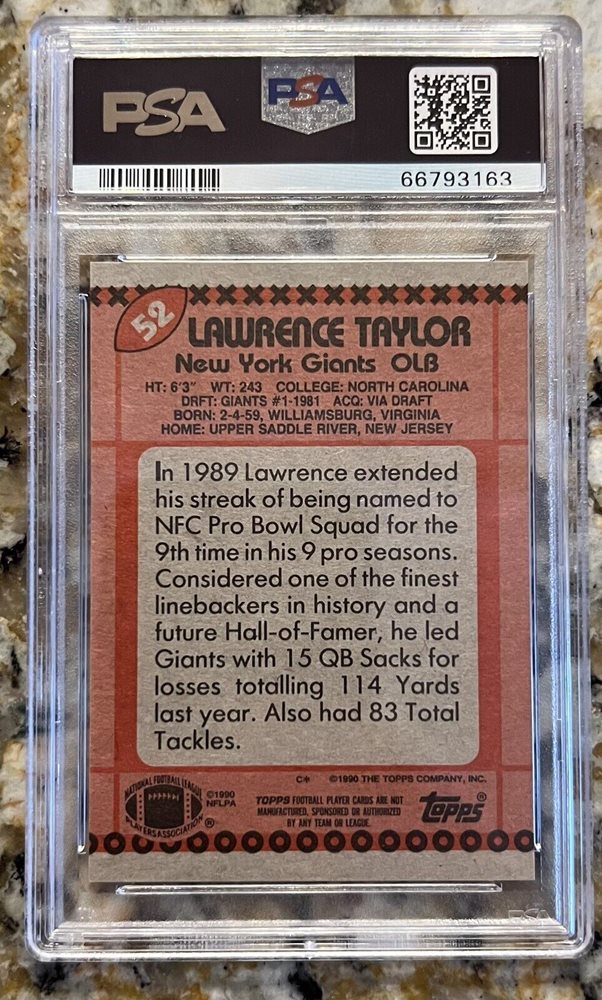 PSA
PSA
66793163
52
LAWRENCE TAYLOR
New York Giants OLB
HT: 6'3" WT: 243 COLLEGE: NORTH CAROLINA
DRFT: GIANTS #1-1981 ACQ: VIA DRAFT
BORN: 2-4-59, WILLIAMSBURG, VIRGINIA
HOME: UPPER SADDLE RIVER, NEW JERSEY
In 1989 Lawrence extended
his streak of being named to
NFC Pro Bowl Squad for the
9th time in his 9 pro seasons.
Considered one of the finest
linebackers in history and a
future Hall-of-Famer, he led
Giants with 15 QB Sacks for
losses totalling 114 Yards
last year. Also had 83 Total
Tackles.
C* ©1990 THE TOPPS COMPANY, INC.
NATIONAL FOOTBALL LEAGUE
PLAYERS ASSOCIATION ®
©1990
NFLPA
TOPPS FOOTBALL PLAYER CARDS ARE NOT
MANUFACTURED, SPONSORED OR AUTHORIZED
BY ANY TEAM OR LEAGUE.
topps®